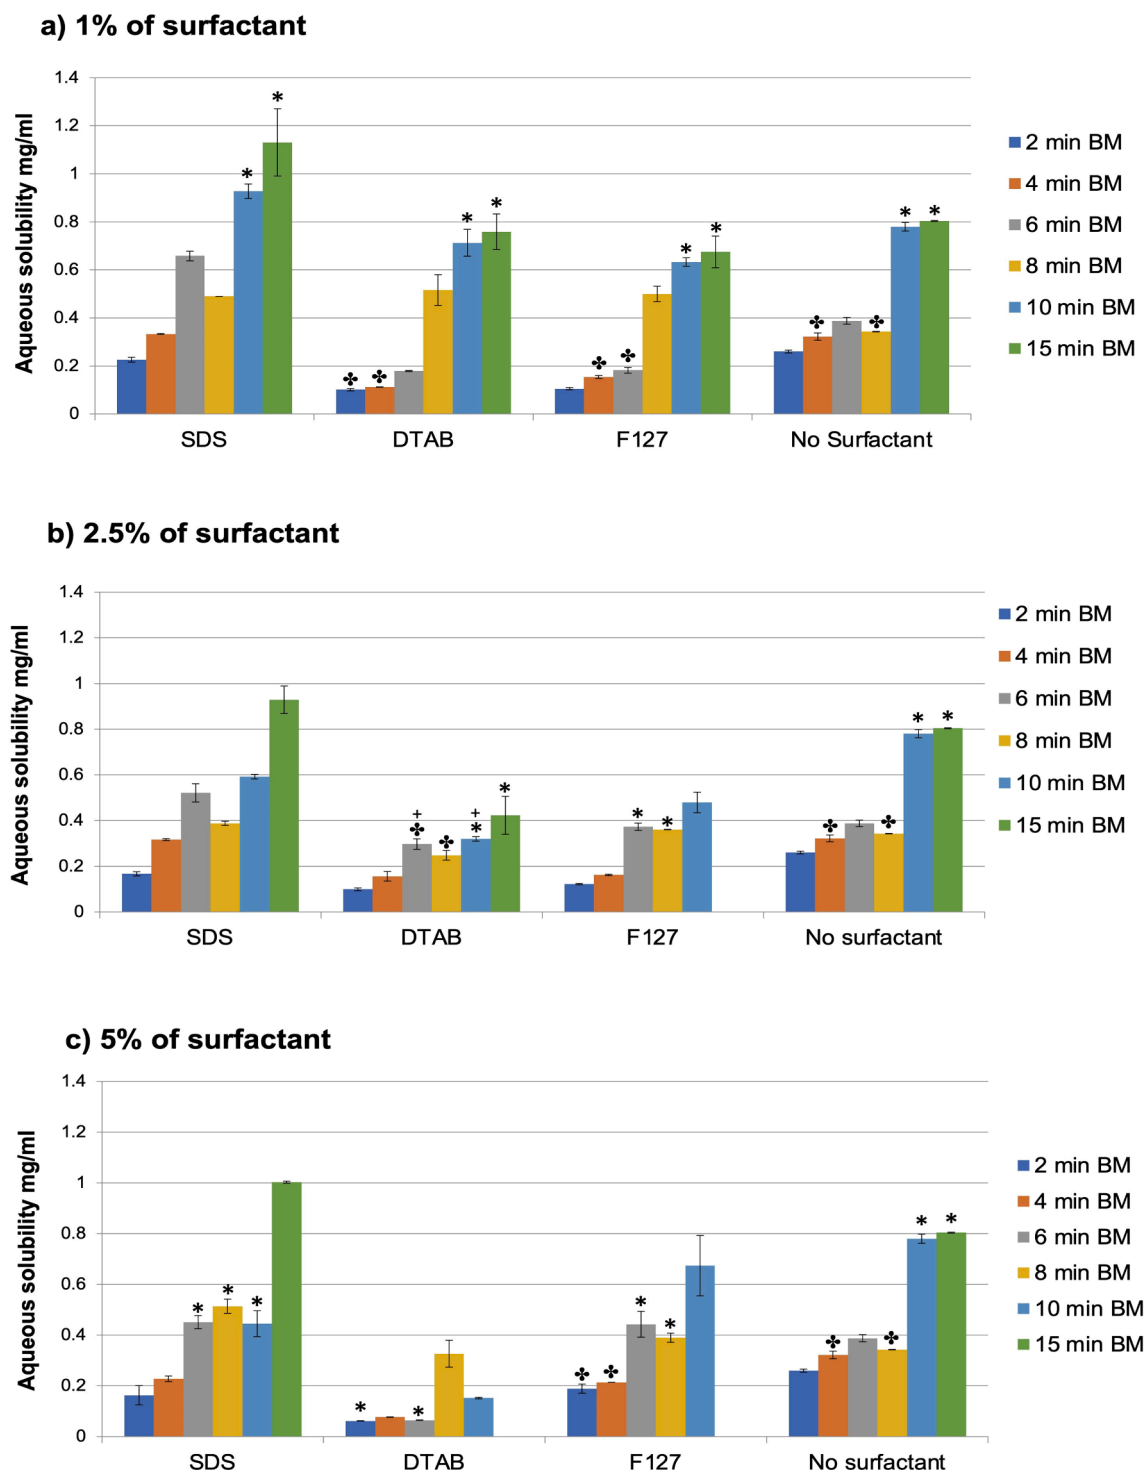 a) 1% of surfactant
Aqueous solubility mg/ml
1.4
1.2
1
0.8
0.6
0.4
0.2
0
* * * * * * * *
✤ ✤ ✤ ✤ ✤ ✤
SDS DTAB F127 No Surfactant
2 min BM
4 min BM
6 min BM
8 min BM
10 min BM
15 min BM
b) 2.5% of surfactant
Aqueous solubility mg/ml
1.4
1.2
1
0.8
0.6
0.4
0.2
0
+ +
✤ ✤ * * * * * * ✤ ✤
SDS DTAB F127 No surfactant
2 min BM
4 min BM
6 min BM
8 min BM
10 min BM
15 min BM
c) 5% of surfactant
Aqueous solubility mg/ml
1.4
1.2
1
0.8
0.6
0.4
0.2
0
* * * * * ✤ ✤ * * ✤ ✤ * *
SDS DTAB F127 No surfactant
2 min BM
4 min BM
6 min BM
8 min BM
10 min BM
15 min BM